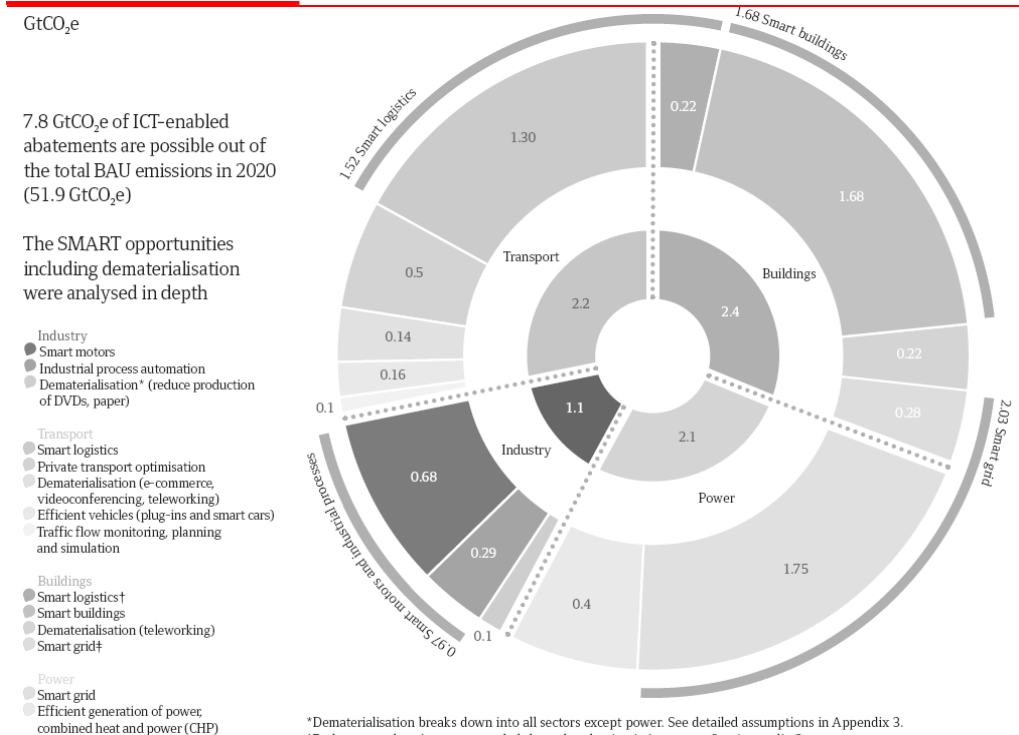 GtCO₂e
7.8 GtCO₂e of ICT-enabled
abatements are possible out of
the total BAU emissions in 2020
(51.9 GtCO₂e)
The SMART opportunities
including dematerialisation
were analysed in depth
Industry
Smart motors
Industrial process automation
Dematerialisation* (reduce production
of DVDs, paper)
Transport
Smart logistics
Private transport optimisation
Dematerialisation (e-commerce,
videoconferencing, teleworking)
Efficient vehicles (plug-ins and smart cars)
Traffic flow monitoring, planning
and simulation
Buildings
Smart logistics†
Smart buildings
Dematerialisation (teleworking)
Smart grid‡
Power
Smart grid
Efficient generation of power,
combined heat and power (CHP)
1.52 Smart logistics
1.68 Smart buildings
2.03 Smart grid
0.97 Smart motors and industrial processes
0.22
1.30
1.68
Transport
Buildings
0.5
2.2
2.4
0.14
0.22
0.16
0.1
1.1
0.28
2.1
Industry
0.68
Power
0.29
1.75
0.4
0.1
*Dematerialisation breaks down into all sectors except power. See detailed assumptions in Appendix 3.